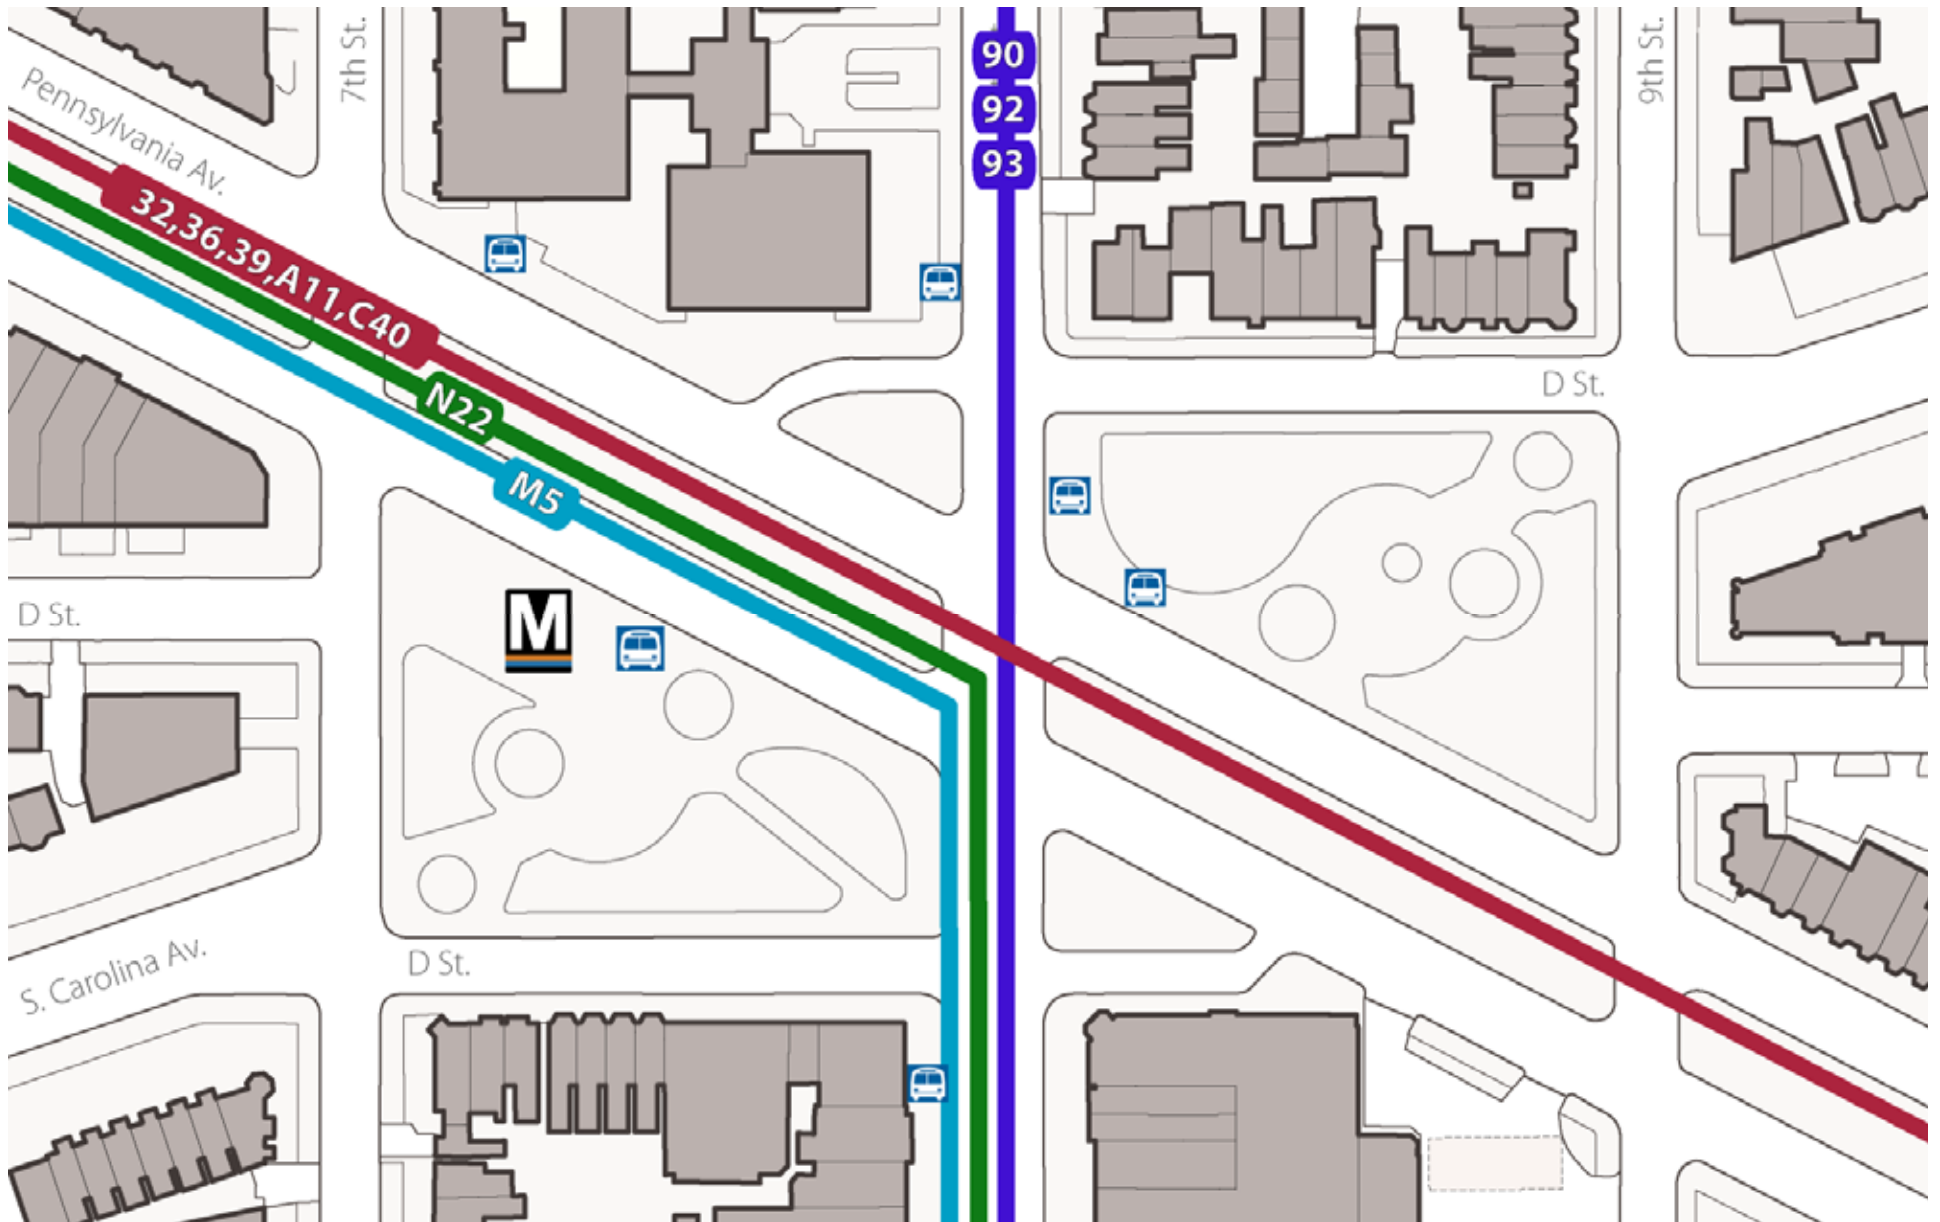 7th St.
90
92
93
9th St.
Pennsylvania Av.
32,36,39,A11,C40
N22
M5
D St.
M
D St.
S. Carolina Av.
D St.